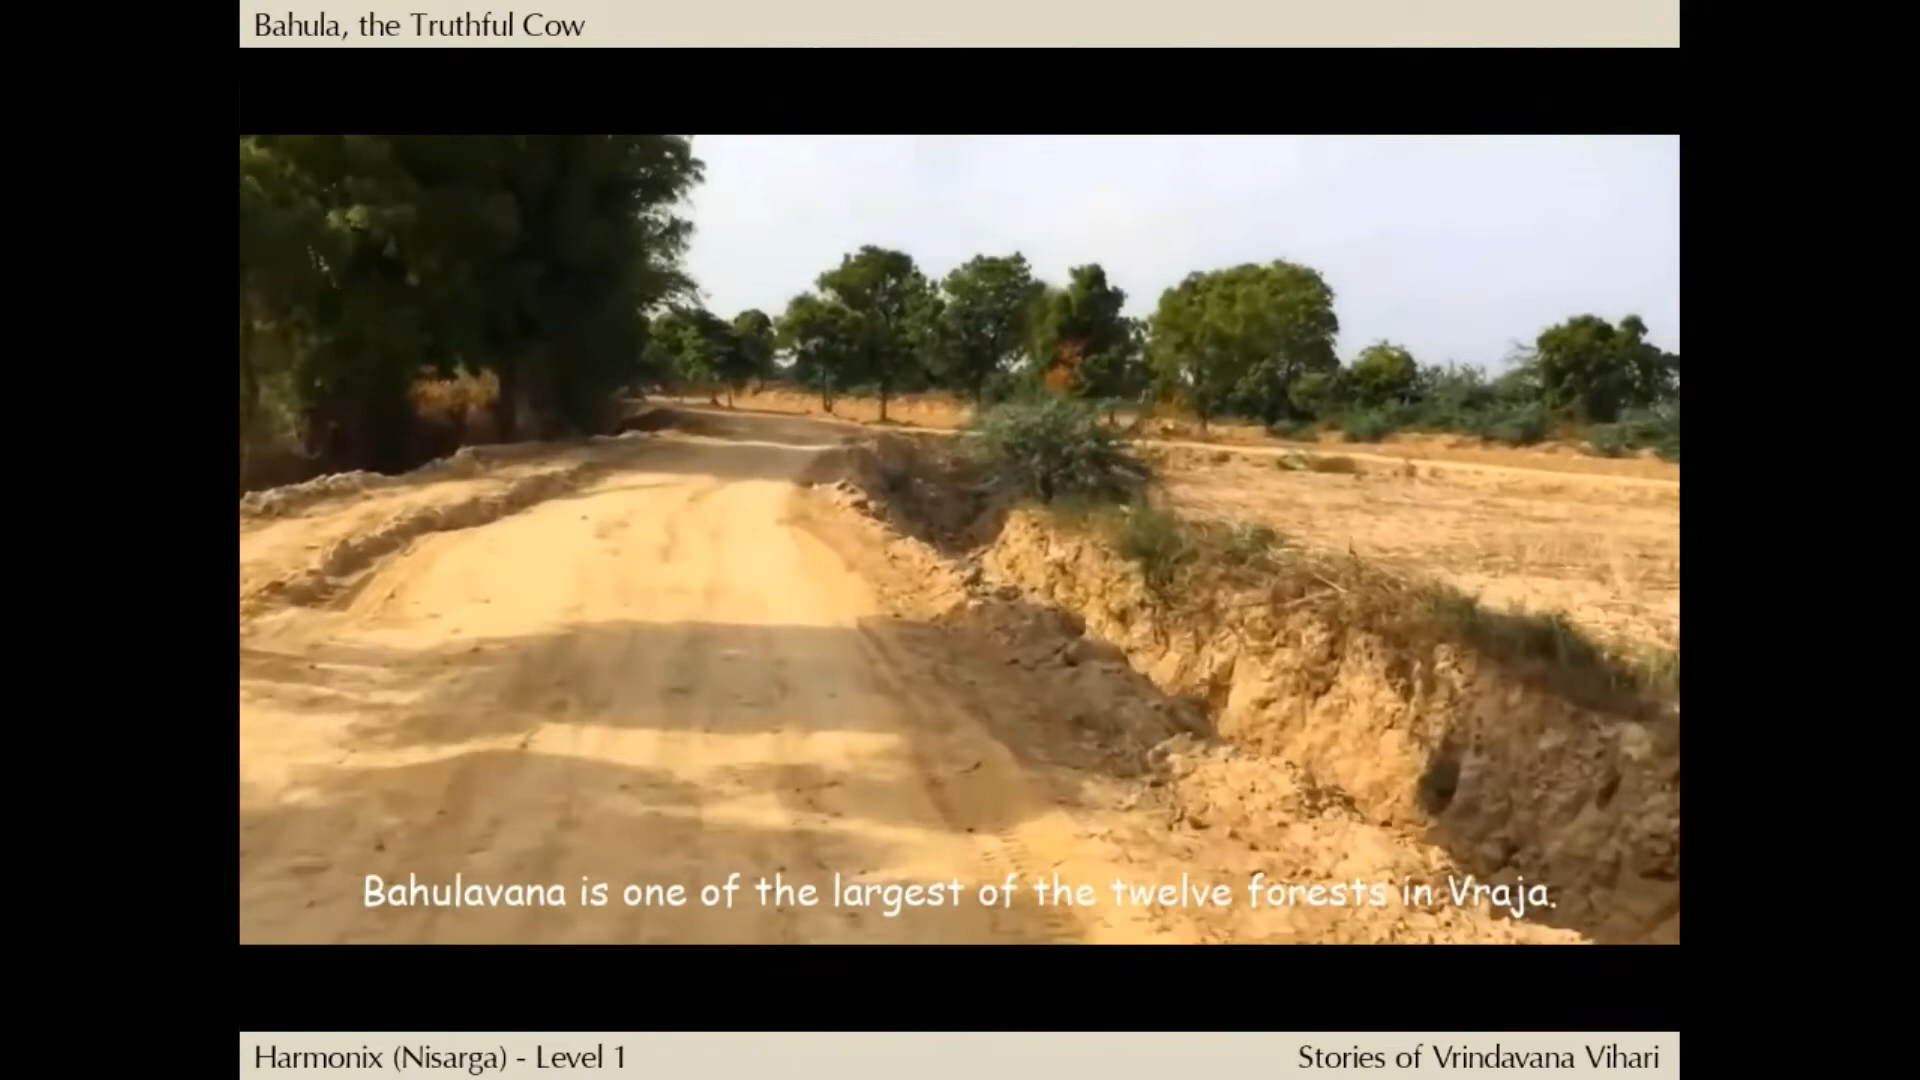 Bahula, the Truthful Cow
Bahulavana is one of the largest of the twelve forests in Vraja.
Harmonix (Nisarga) - Level 1
Stories of Vrindavana Vihari